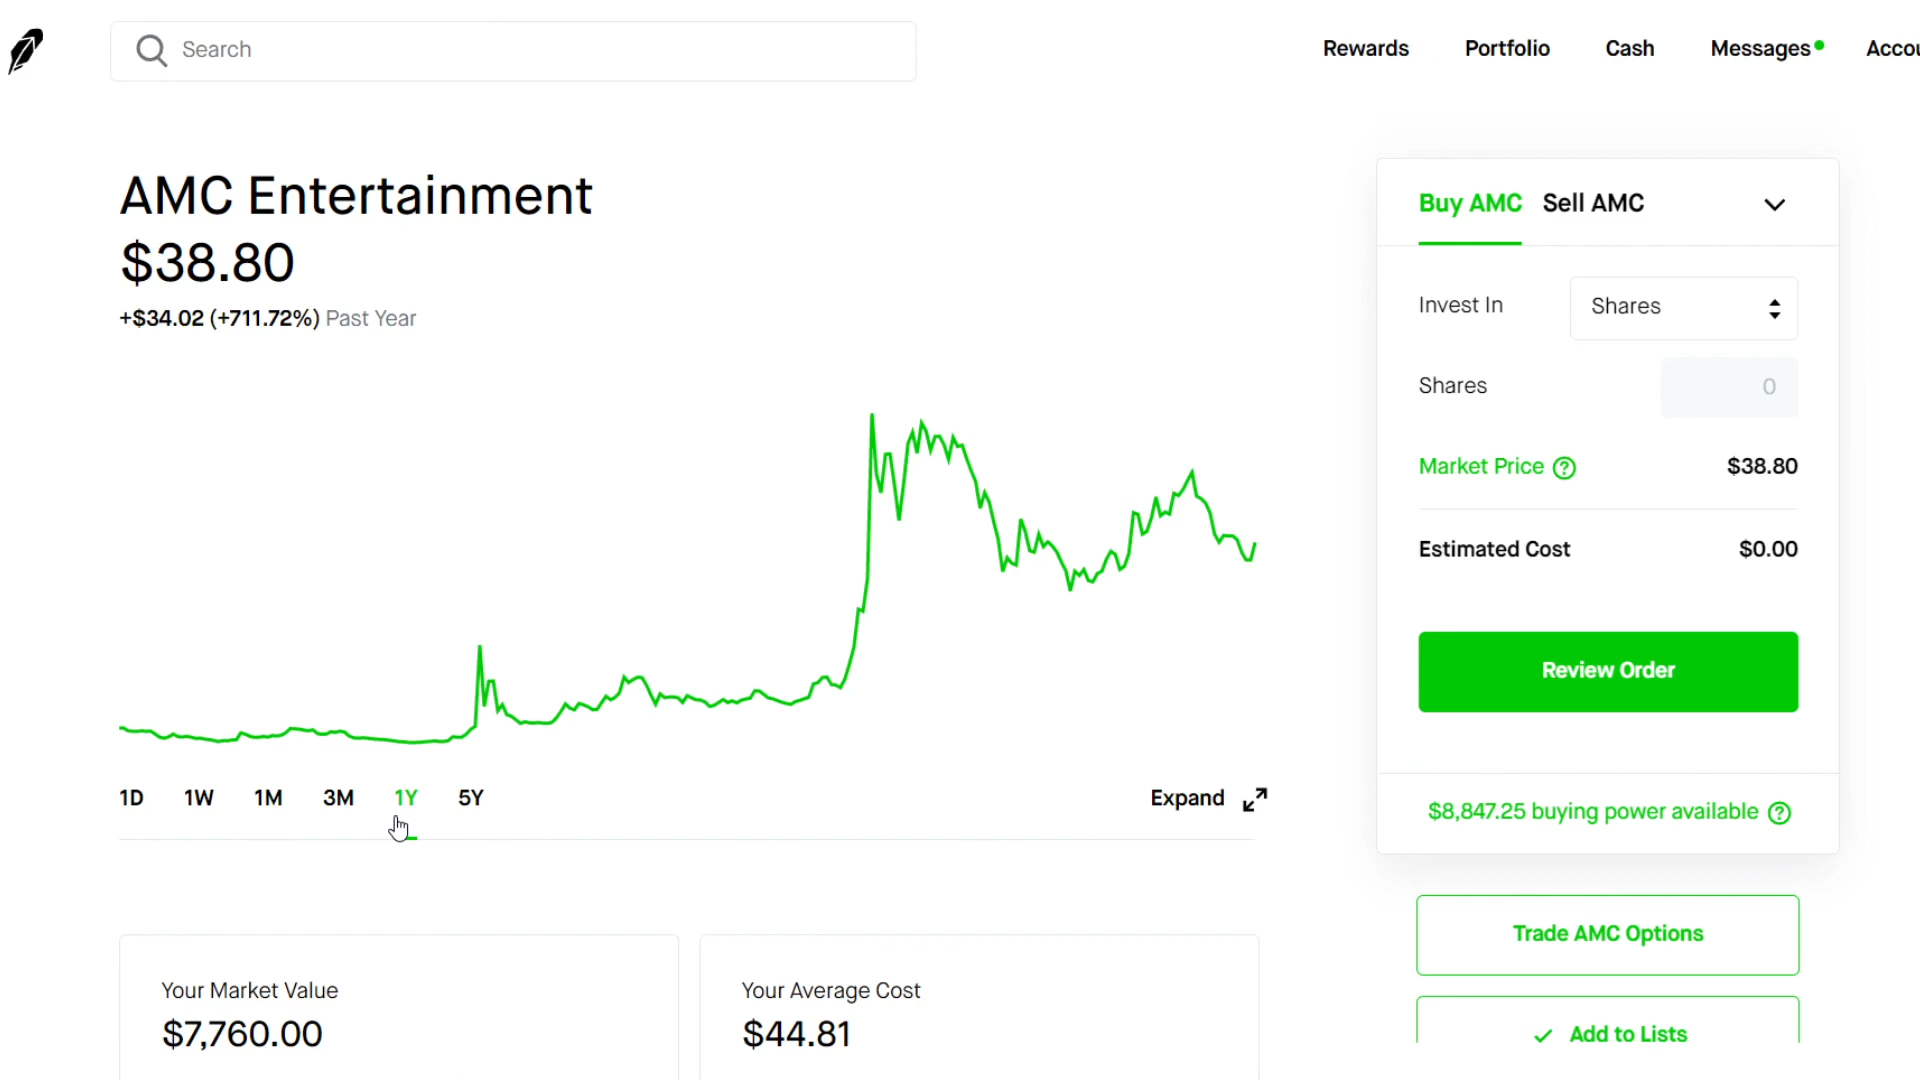 Search
Rewards Portfolio Cash Messages Accou
AMC Entertainment
$38.80
+$34.02 (+711.72%) Past Year
1D 1W 1M 3M 1Y 5Y Expand
Your Market Value
$7,760.00
Your Average Cost
$44.81
Buy AMC Sell AMC
Invest In Shares
Shares 0
Market Price ? $38.80
Estimated Cost $0.00
Review Order
$8,847.25 buying power available ?
Trade AMC Options
Add to Lists